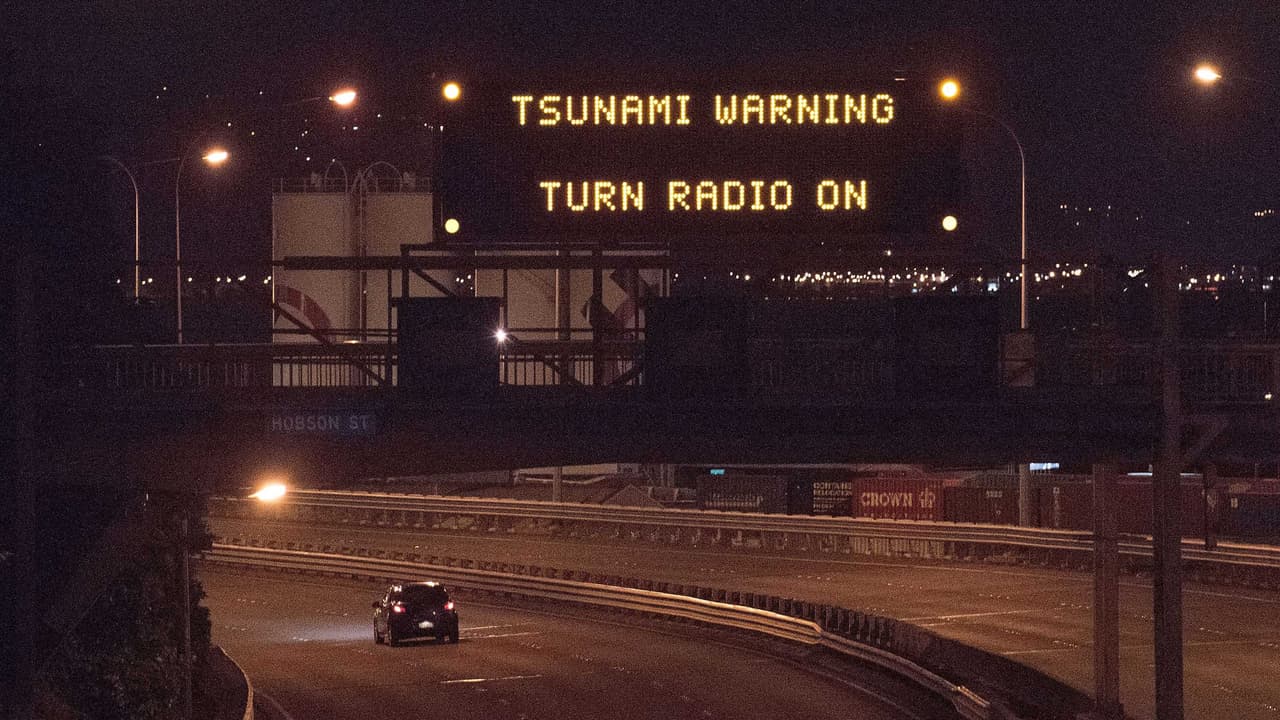 TSUNAMI WARNING
TURN RADIO ON
HOBSON ST
CROWN